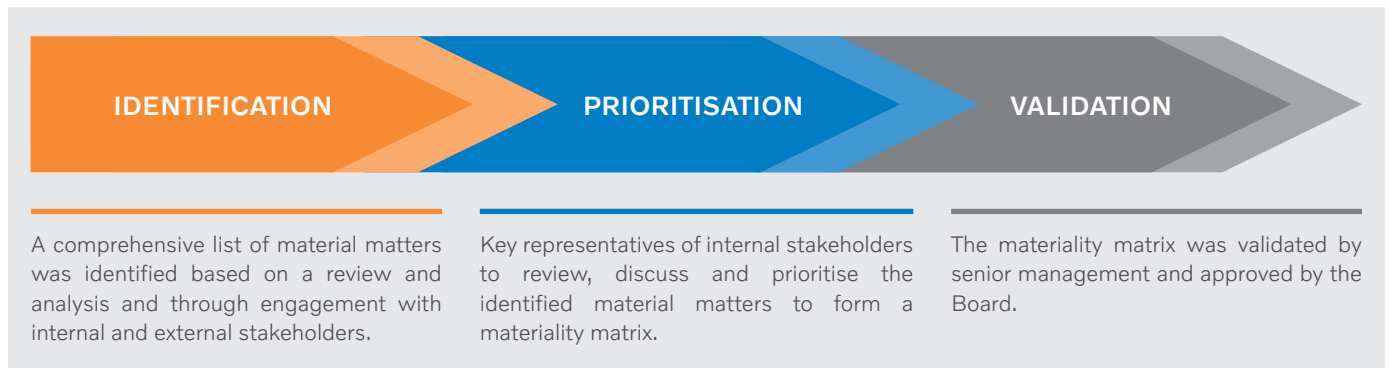 IDENTIFICATION
PRIORITISATION
VALIDATION
A comprehensive list of material matters
was identified based on a review and
analysis and through engagement with
internal and external stakeholders.
Key representatives of internal stakeholders
to review, discuss and prioritise the
identified material matters to form a
materiality matrix.
The materiality matrix was validated by
senior management and approved by the
Board.